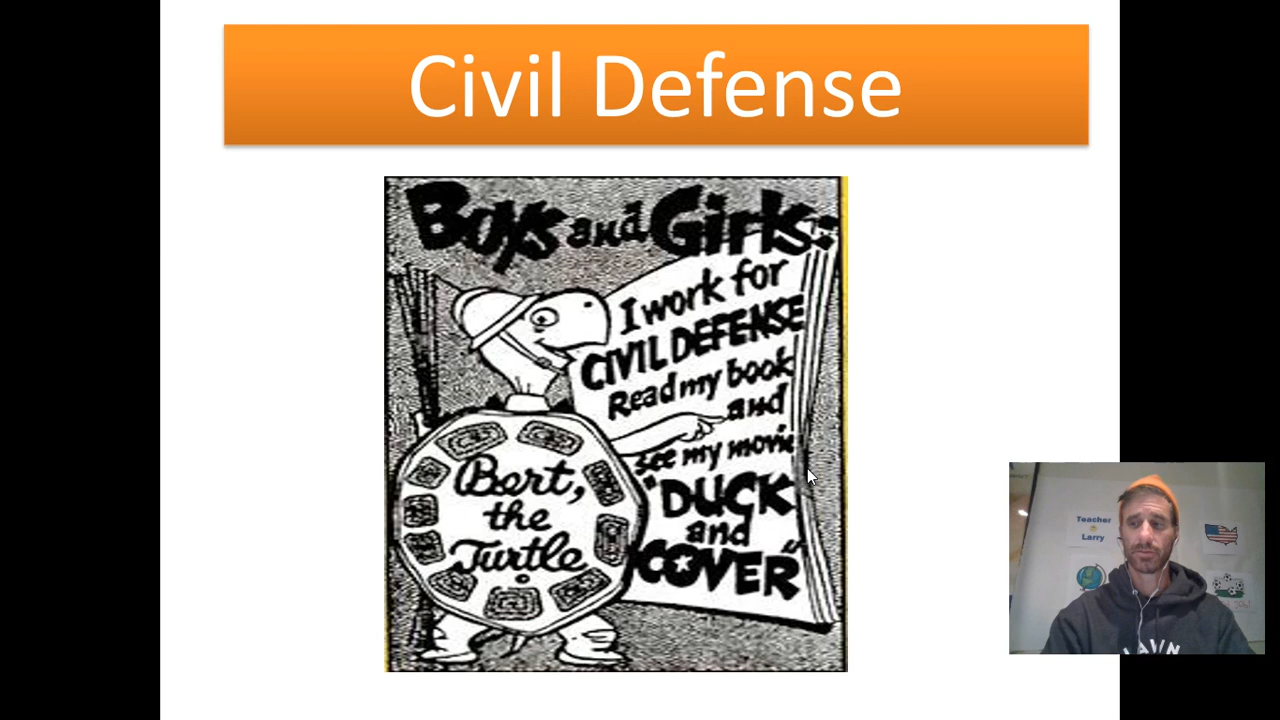 Civil Defense
Boys and Girls:
I work for
CIVIL DEFENSE
Read my book
and
see my movie
"DUCK
and
COVER"
Bert,
the
Turtle
Teacher
Larry